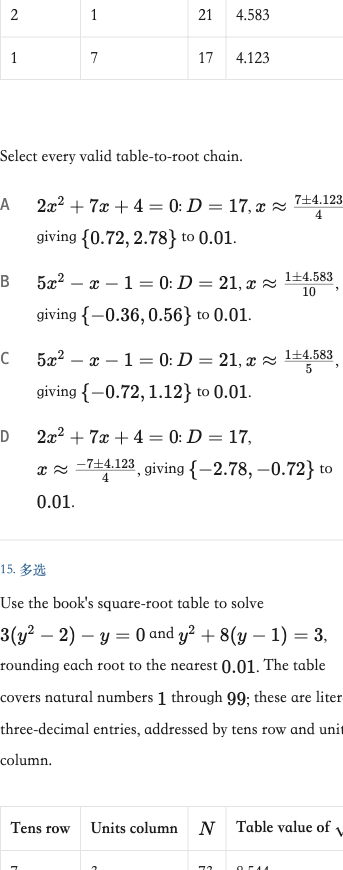 2 1 21 4.583
1 7 17 4.123
Select every valid table-to-root chain.
A 2x² + 7x + 4 = 0: D = 17, x ≈ (7±4.123)/4
giving {0.72, 2.78} to 0.01.
B 5x² − x − 1 = 0: D = 21, x ≈ (1±4.583)/10,
giving {−0.36, 0.56} to 0.01.
C 5x² − x − 1 = 0: D = 21, x ≈ (1±4.583)/5,
giving {−0.72, 1.12} to 0.01.
D 2x² + 7x + 4 = 0: D = 17,
x ≈ (−7±4.123)/4, giving {−2.78, −0.72} to
0.01.
15. 多选
Use the book's square-root table to solve
3(y² − 2) − y = 0 and y² + 8(y − 1) = 3,
rounding each root to the nearest 0.01. The table
covers natural numbers 1 through 99; these are
three-decimal entries, addressed by tens row and
column.
Tens row Units column N Table value of